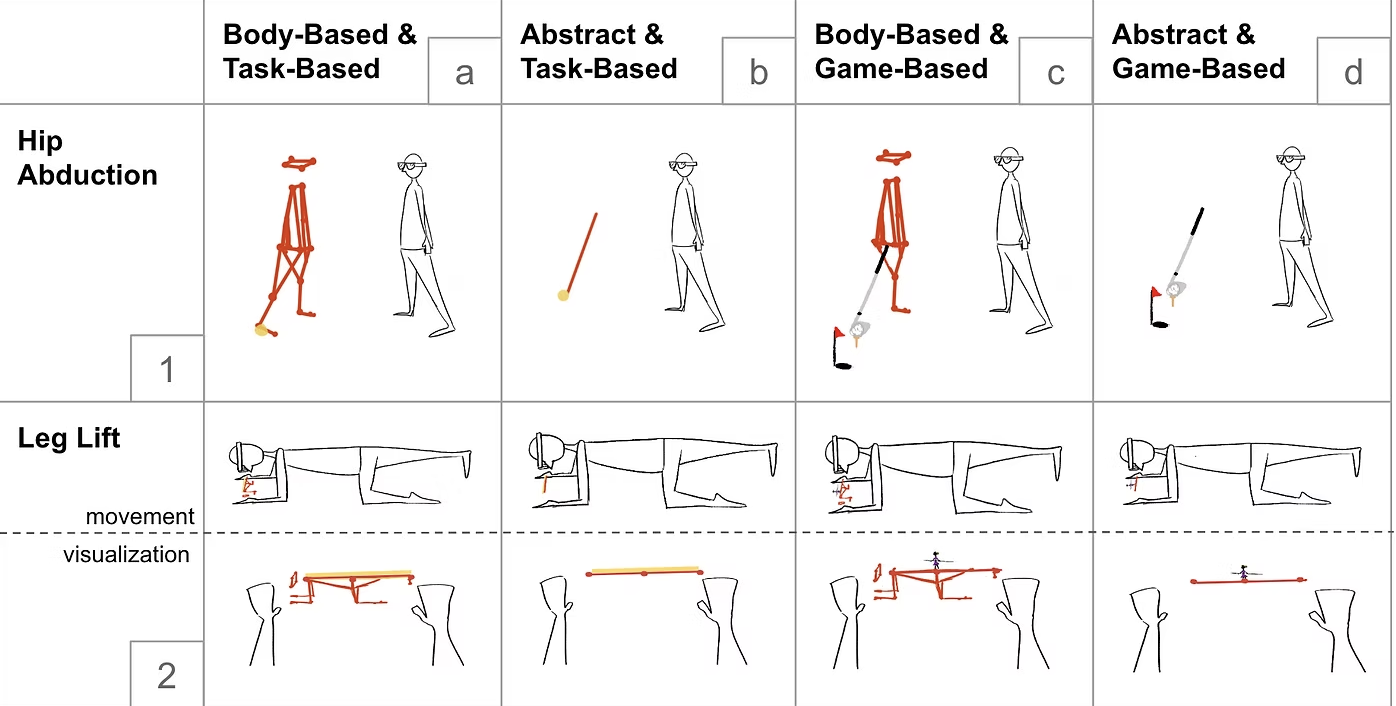 Body-Based &
Task-Based
a
Abstract &
Task-Based
b
Body-Based &
Game-Based
c
Abstract &
Game-Based
d
Hip
Abduction
1
Leg Lift
movement
visualization
2